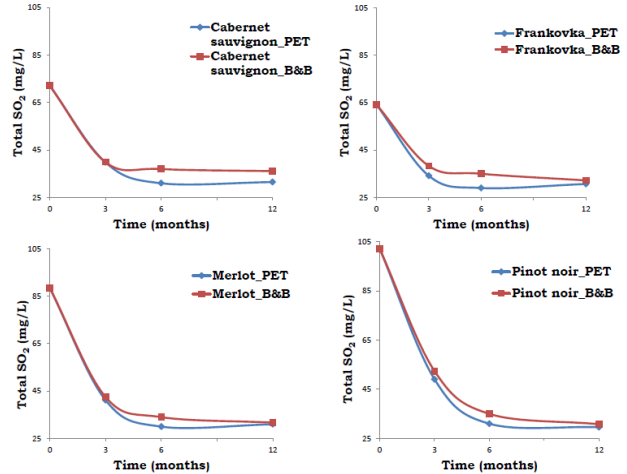 Cabernet
sauvignon_PET
Cabernet
sauvignon_B&B
Total SO2 (mg/L)
105
85
65
45
25
0
3
6
12
Time (months)
Frankovka_PET
Frankovka_B&B
Total SO2 (mg/L)
105
85
65
45
25
0
3
6
12
Time (months)
Merlot_PET
Merlot_B&B
Total SO2 (mg/L)
105
85
65
45
25
0
3
6
12
Time (months)
Pinot noir_PET
Pinot noir_B&B
Total SO2 (mg/L)
105
85
65
45
25
0
3
6
12
Time (months)